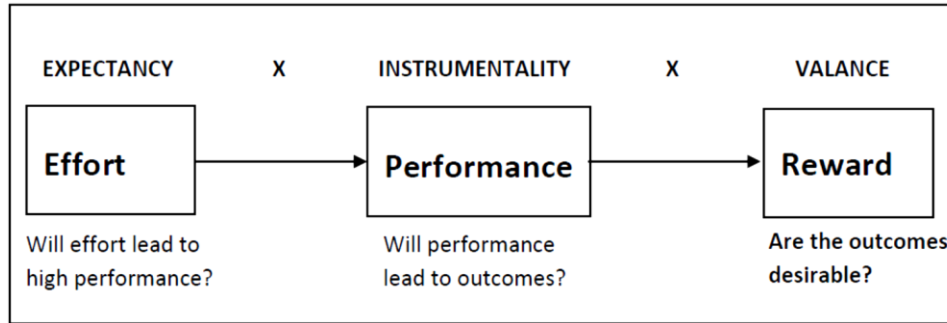 EXPECTANCY X INSTRUMENTALITY X VALANCE
Effort Performance Reward
Will effort lead to
high performance?
Will performance
lead to outcomes?
Are the outcomes
desirable?